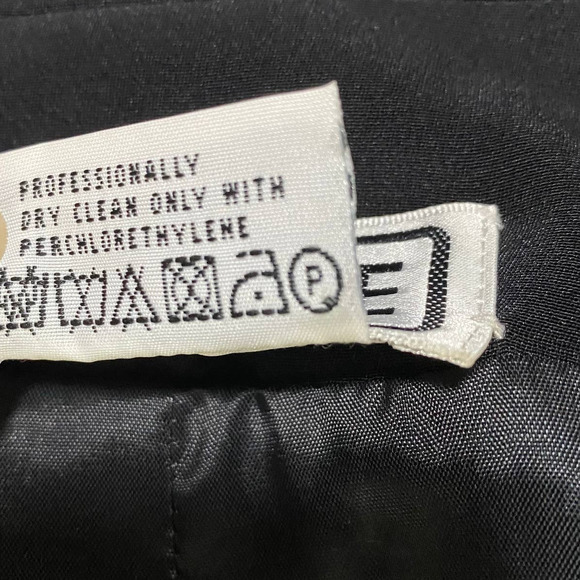 PROFESSIONALLY
DRY CLEAN ONLY WITH
PERCHLORETHYLENE
P
E